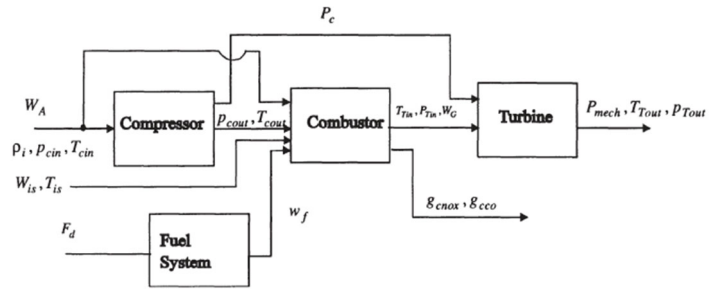 P_c
W_A
Compressor
p_cout, T_cout
Combustor
T_Tin, P_Tin, W_G
Turbine
P_mech, T_Tout, p_Tout
ρ_i, p_cin, T_cin
W_is, T_is
g_cnox, g_cco
F_d
Fuel
System
w_f